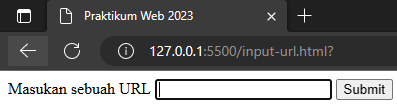 Praktikum Web 2023
127.0.0.1:5500/input-url.html?
Masukan sebuah URL Submit